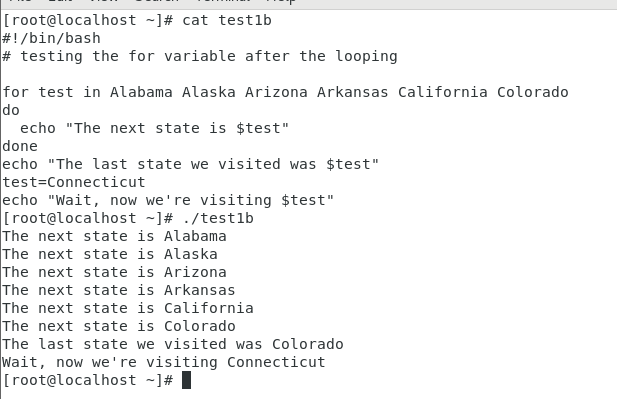 [root@localhost ~]# cat test1b
#!/bin/bash
# testing the for variable after the looping

for test in Alabama Alaska Arizona Arkansas California Colorado
do
  echo "The next state is $test"
done
echo "The last state we visited was $test"
test=Connecticut
echo "Wait, now we're visiting $test"
[root@localhost ~]# ./test1b
The next state is Alabama
The next state is Alaska
The next state is Arizona
The next state is Arkansas
The next state is California
The next state is Colorado
The last state we visited was Colorado
Wait, now we're visiting Connecticut
[root@localhost ~]#